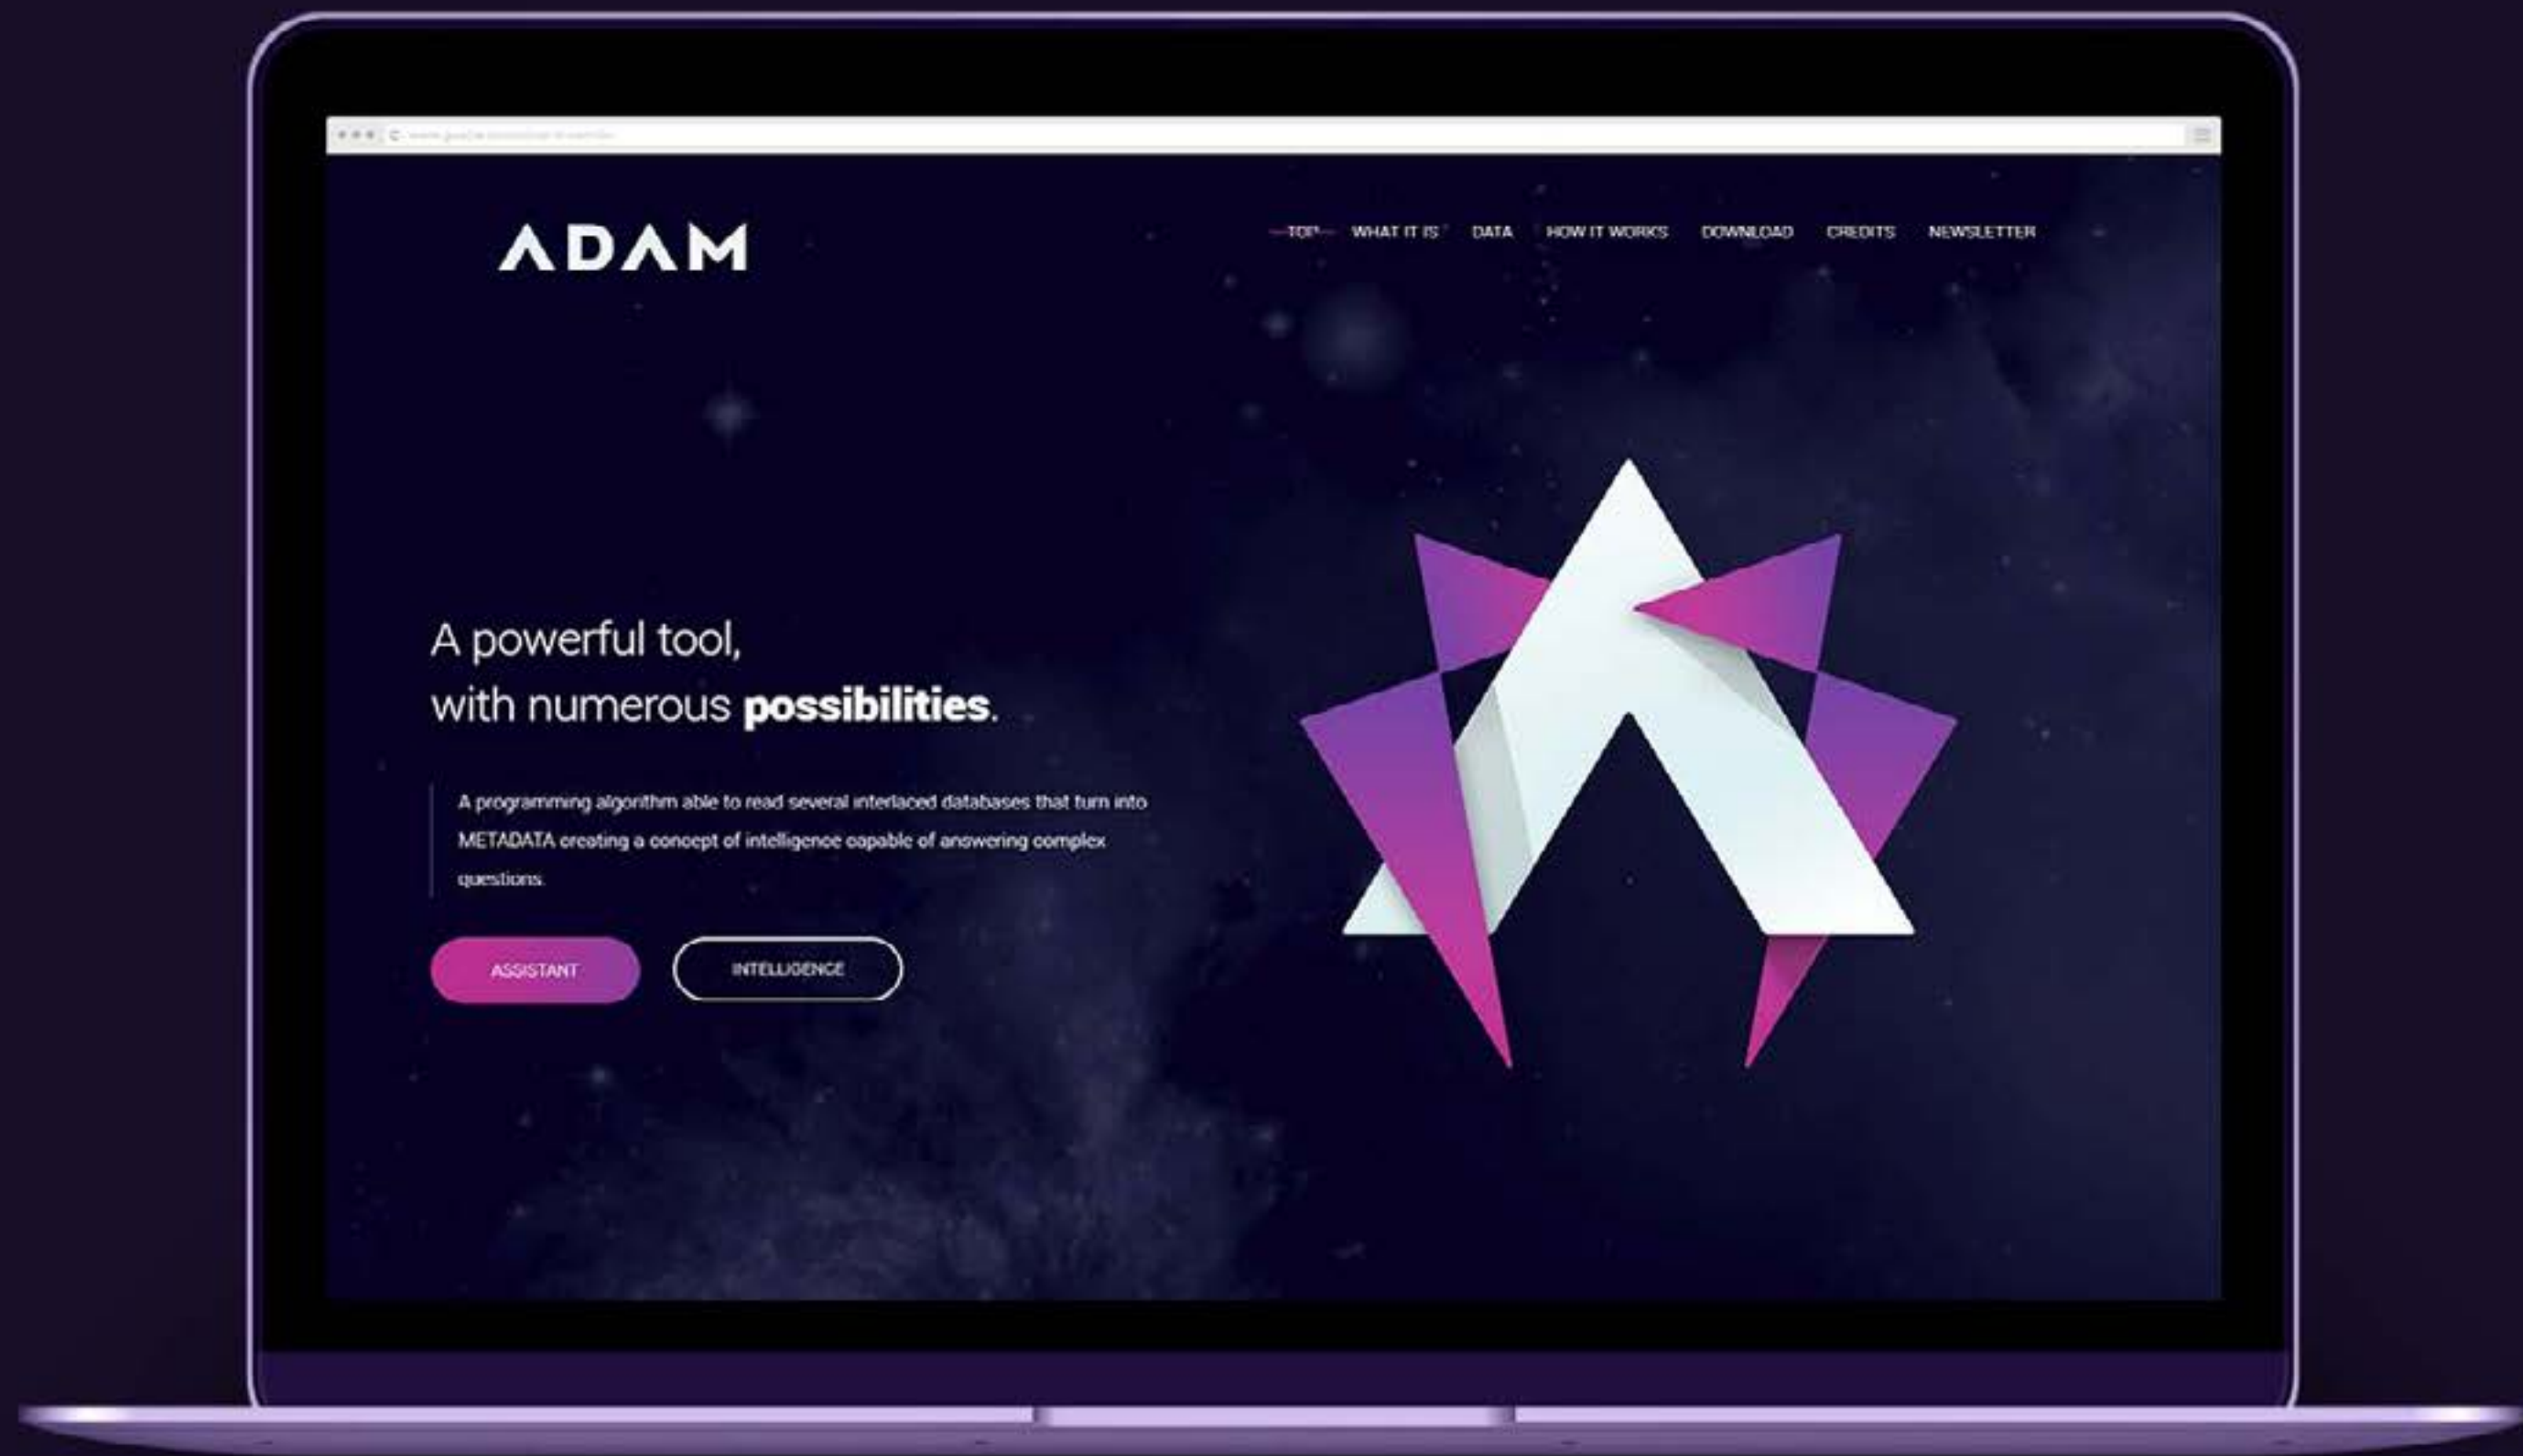 ADAM
TOP WHAT IT IS DATA HOW IT WORKS DOWNLOAD CREDITS NEWSLETTER
A powerful tool,
with numerous possibilities.
A programming algorithm able to read several interlaced databases that turn into
METADATA creating a concept of intelligence capable of answering complex
questions.
ASSISTANT INTELLIGENCE